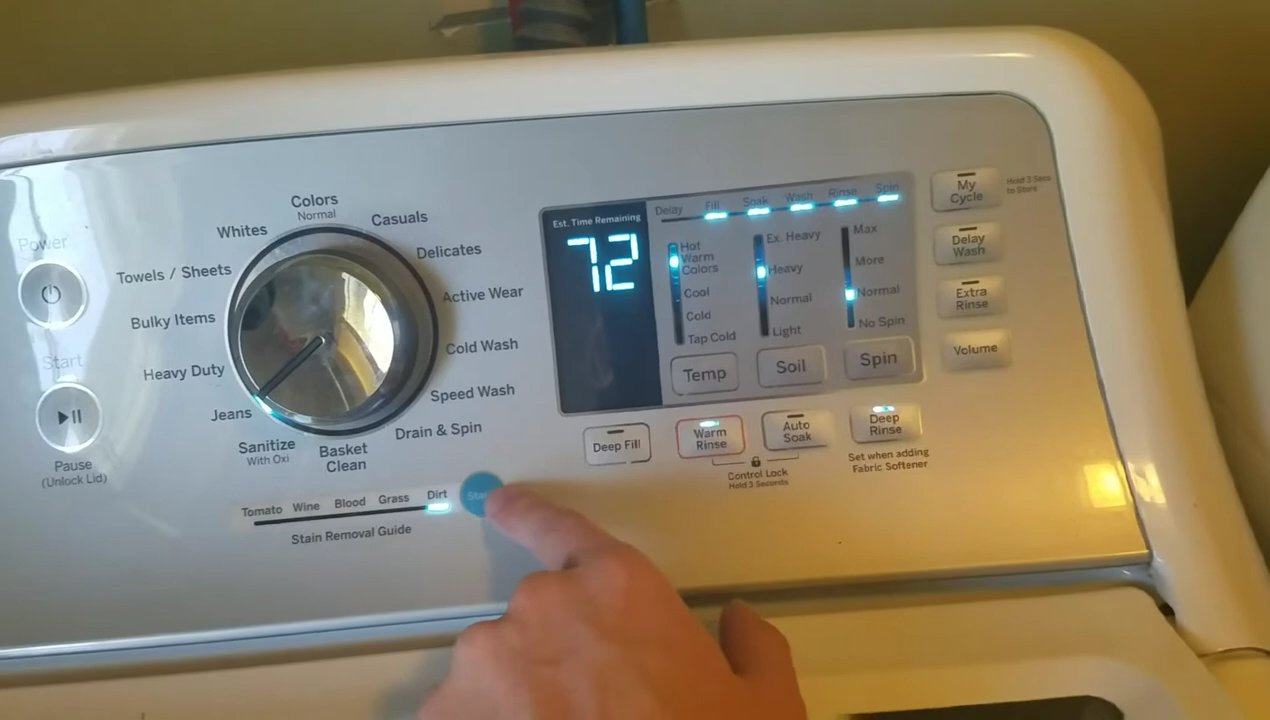 Power
Start
Pause
(Unlock Lid)
Colors
Normal
Whites
Casuals
Towels / Sheets
Delicates
Bulky Items
Active Wear
Heavy Duty
Cold Wash
Jeans
Speed Wash
Sanitize
With Oxi
Basket
Clean
Drain & Spin
Tomato Wine Blood Grass Dirt
Stain Removal Guide
Est. Time Remaining
72
Delay Fill Soak Wash Rinse Spin
Hot
Warm
Colors
Cool
Cold
Tap Cold
Temp
Ex. Heavy
Heavy
Normal
Light
Soil
Max
More
Normal
No Spin
Spin
My
Cycle
Hold 3 Secs
to Store
Delay
Wash
Extra
Rinse
Volume
Deep Fill
Warm
Rinse
Auto
Soak
Control Lock
Hold 3 Seconds
Deep
Rinse
Set when adding
Fabric Softener